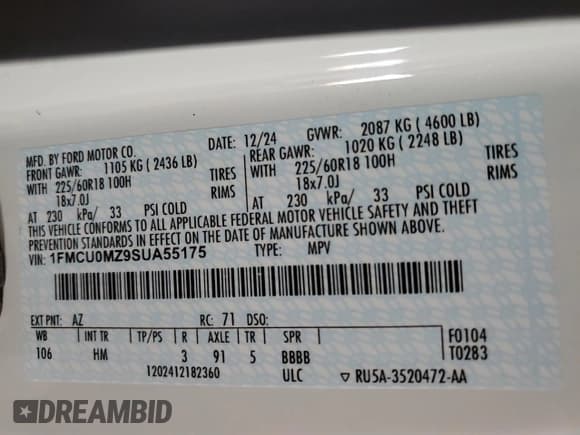 MFD. BY FORD MOTOR CO. DATE: 12/24 GVWR: 2087 KG ( 4600 LB)
FRONT GAWR: 1105 KG ( 2436 LB) REAR GAWR: 1020 KG ( 2248 LB)
WITH 225/60R18 100H TIRES WITH 225/60R18 100H TIRES
18x7.0J RIMS 18x7.0J RIMS
AT 230 kPa/ 33 PSI COLD AT 230 kPa/ 33 PSI COLD
THIS VEHICLE CONFORMS TO ALL APPLICABLE FEDERAL MOTOR VEHICLE SAFETY AND THEFT
PREVENTION STANDARDS IN EFFECT ON THE DATE OF MANUFACTURE SHOWN ABOVE.
VIN: 1FMCU0MZ9SUA55175 TYPE: MPV
EXT PNT: AZ RC: 71 DSO:
WB INT TR TP/PS R AXLE TR SPR F0104
106 HM 3 91 5 BBBB T0283
1202412182360 ULC ▽ RU5A-3520472-AA
DREAMBID